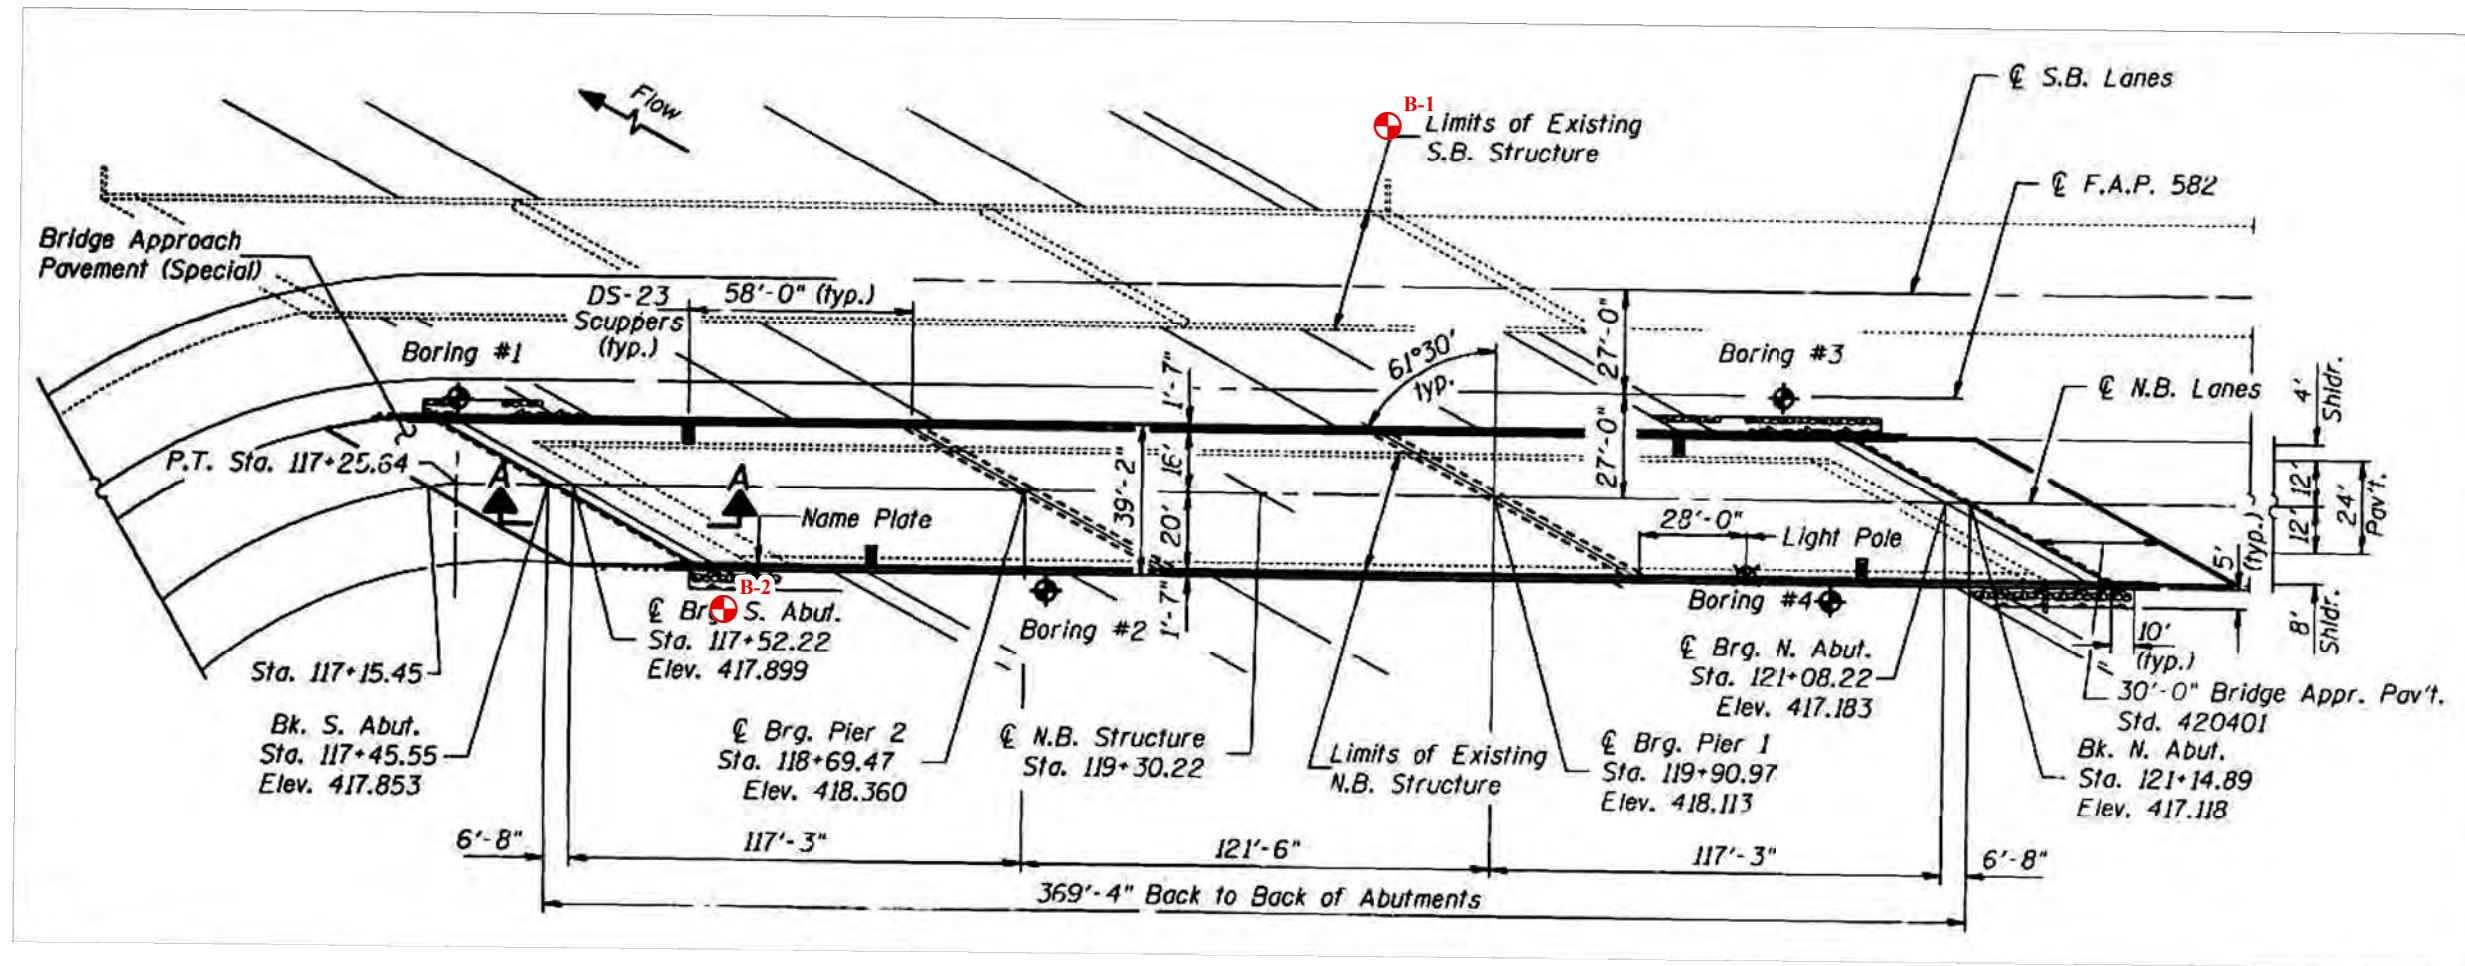 ℄ S.B. Lanes
Flow
B-1
Limits of Existing
S.B. Structure
℄ F.A.P. 582
Bridge Approach
Pavement (Special)
DS-23
Scuppers
(typ.)
58'-0" (typ.)
Boring #1
1'-7"
61°30'
typ.
27'-0"
27'-0"
Boring #3
℄ N.B. Lanes
4'
Shldr.
P.T. Sta. 117+25.64
A
A
Name Plate
39'-2"
16'
20'
1'-7"
28'-0"
Light Pole
12'
12'
24'
Pav't.
5'
(typ.)
8'
Shldr.
B-2
℄ Brg. S. Abut.
Sta. 117+52.22
Elev. 417.899
Boring #2
Boring #4
10'
(typ.)
Sta. 117+15.45
℄ Brg. N. Abut.
Sta. 121+08.22
Elev. 417.183
30'-0" Bridge Appr. Pav't.
Std. 420401
Bk. S. Abut.
Sta. 117+45.55
Elev. 417.853
℄ Brg. Pier 2
Sta. 118+69.47
Elev. 418.360
℄ N.B. Structure
Sta. 119+30.22
Limits of Existing
N.B. Structure
℄ Brg. Pier 1
Sta. 119+90.97
Elev. 418.113
Bk. N. Abut.
Sta. 121+14.89
Elev. 417.118
6'-8"
117'-3"
121'-6"
117'-3"
6'-8"
369'-4" Back to Back of Abutments